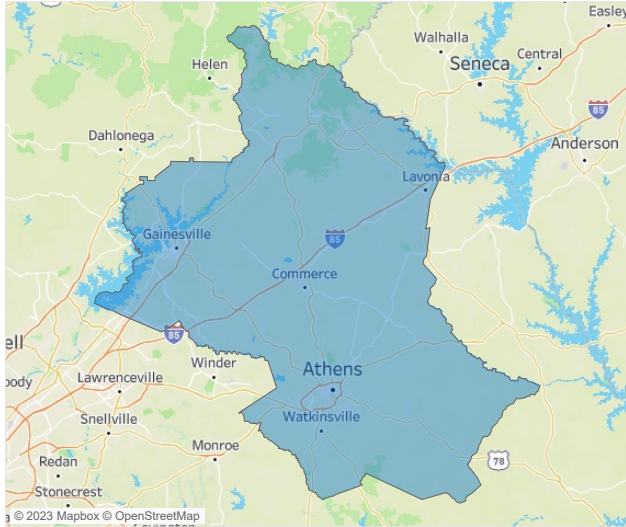 Easley
Walhalla
Central
Helen
Seneca
85
Dahlonega
Anderson
Lavonia
Gainesville
85
Commerce
85
ell
Winder
Athens
oody
Lawrenceville
Watkinsville
Snellville
Monroe
78
Redan
Stonecrest
© 2023 Mapbox © OpenStreetMap